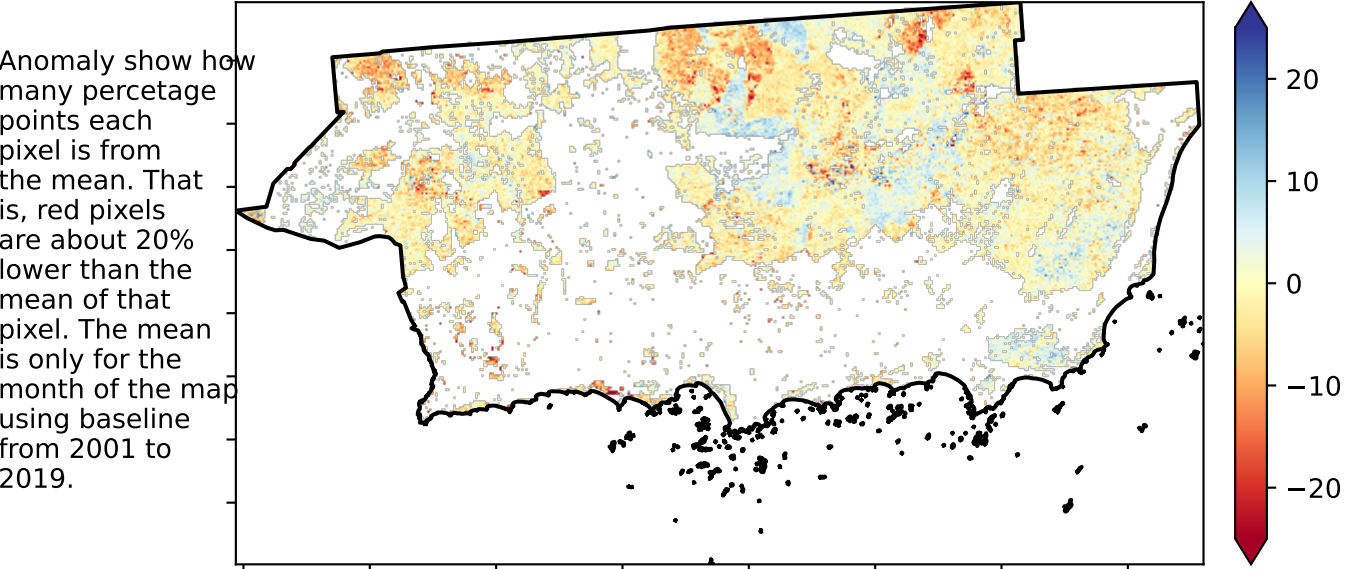 Anomaly show how
many percetage
points each
pixel is from
the mean. That
is, red pixels
are about 20%
lower than the
mean of that
pixel. The mean
is only for the
month of the map
using baseline
from 2001 to
2019.
20
10
0
−10
−20